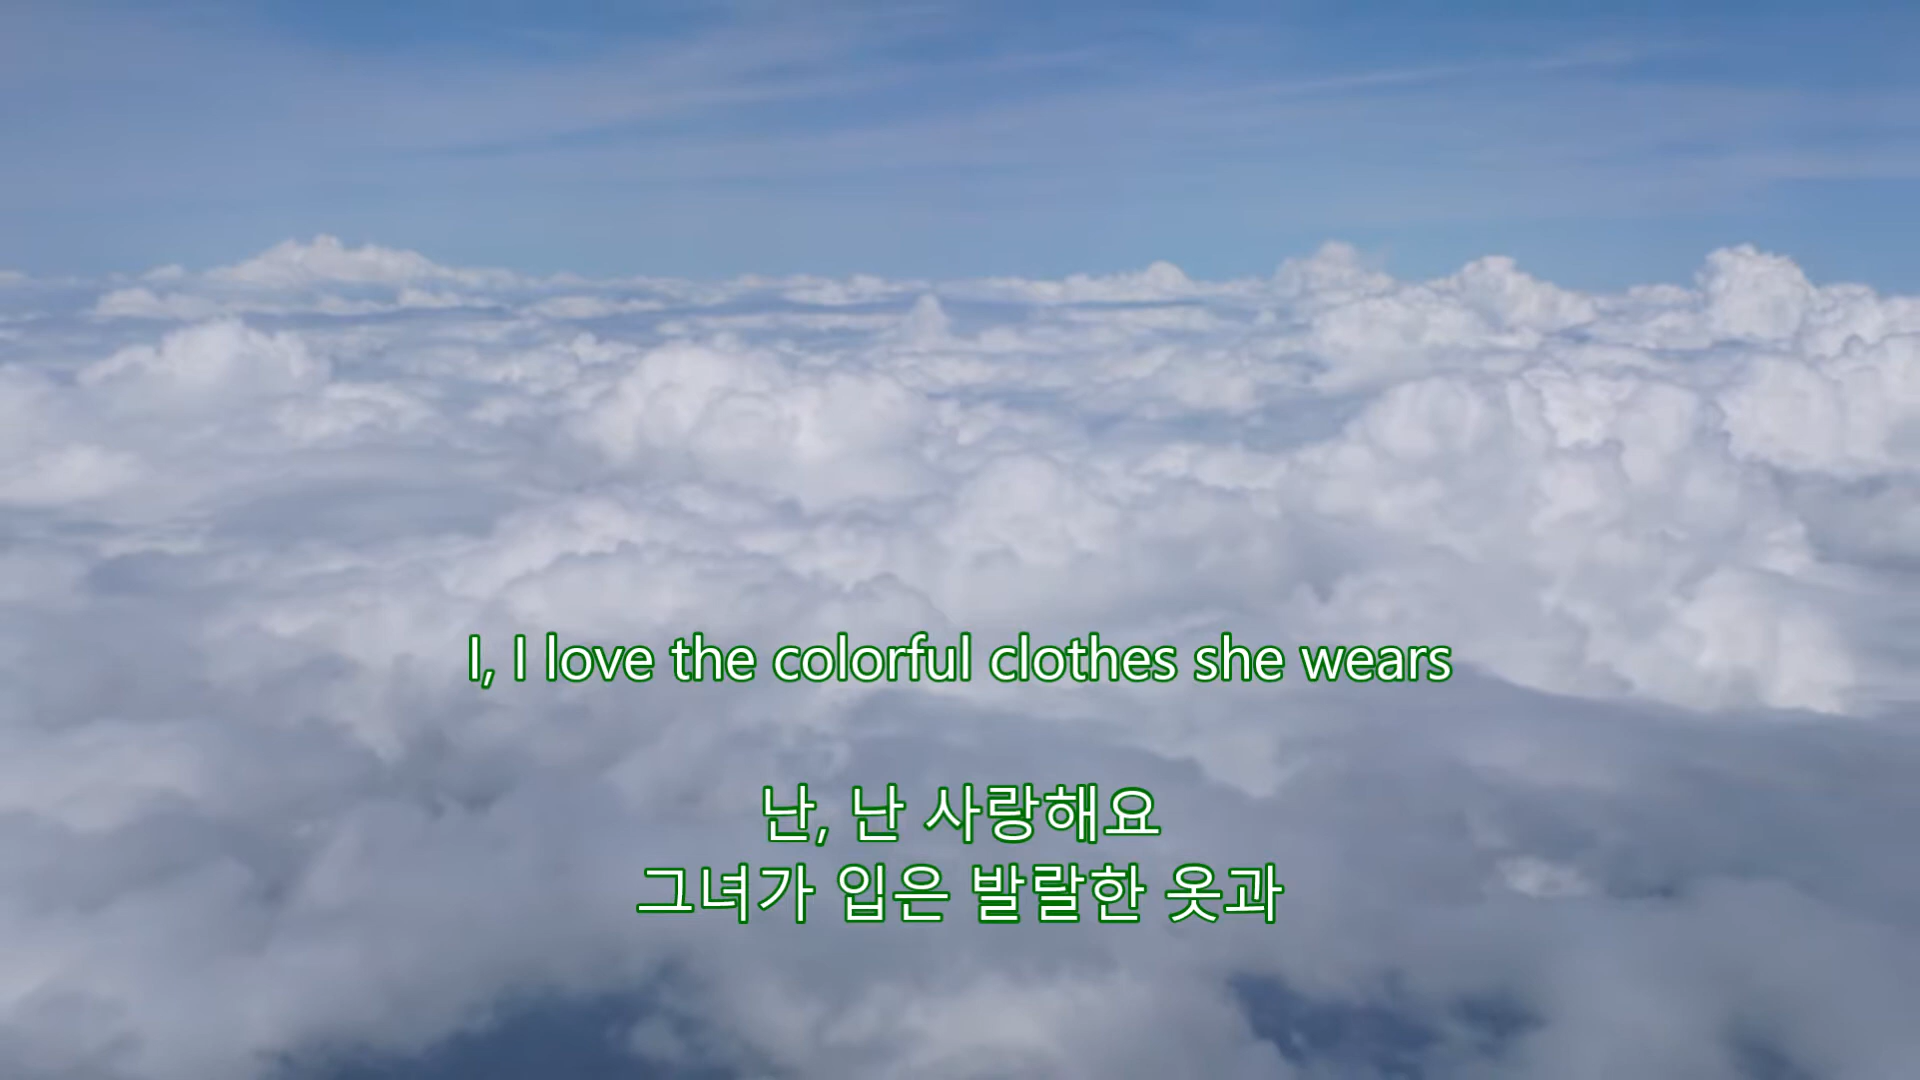 I, I love the colorful clothes she wears
난, 난 사랑해요
그녀가 입은 발랄한 옷과